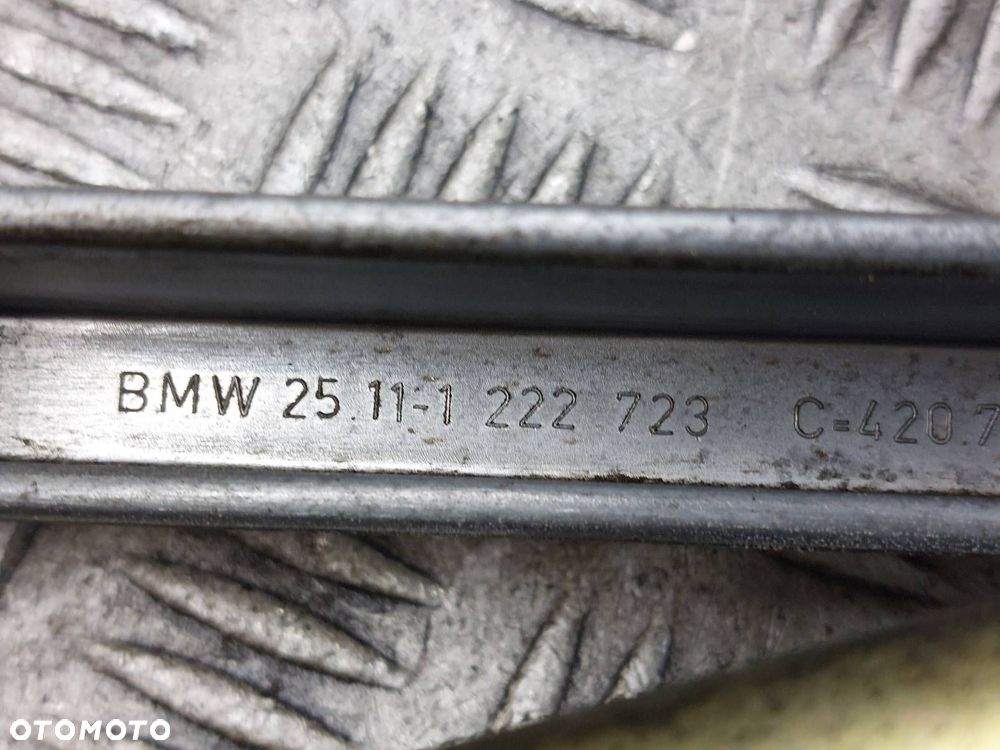 BMW 25.11-1 222 723 C=420.7
OTOMOTO